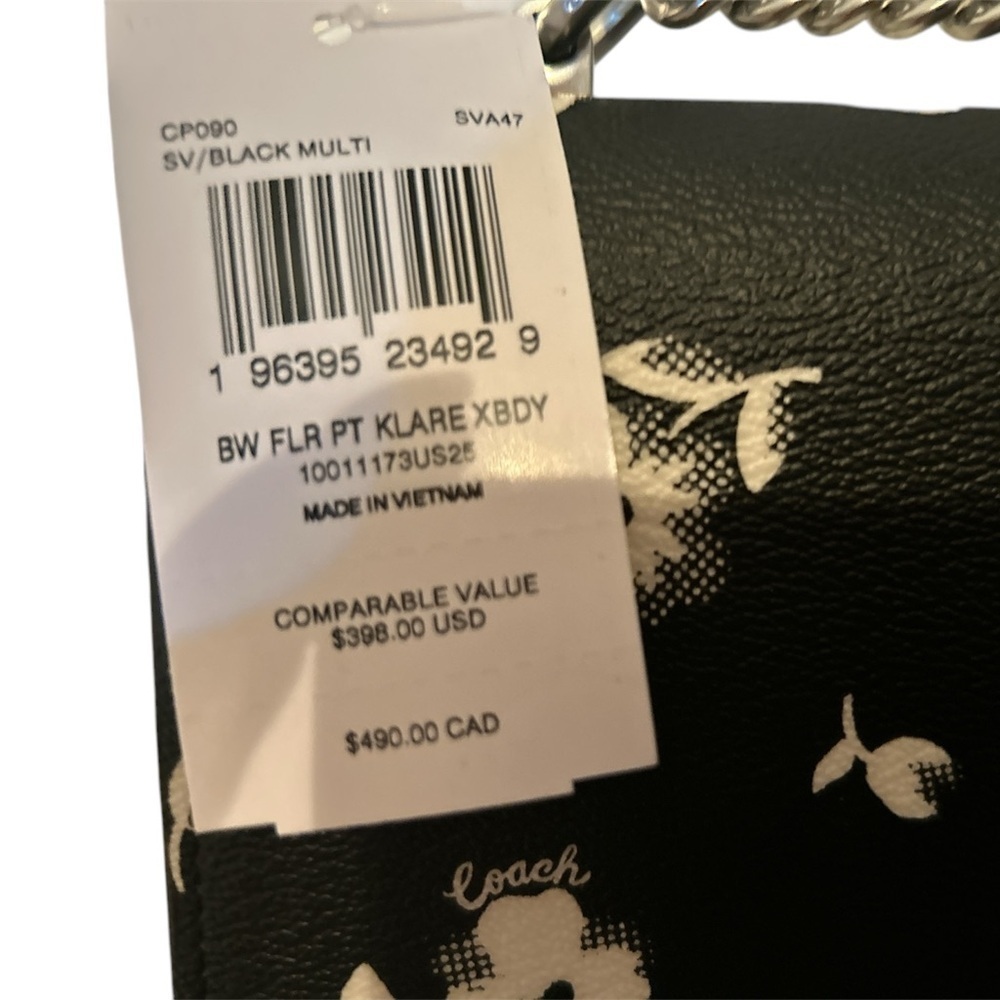 CP090 SVA47
SV/BLACK MULTI
1 96395 23492 9
BW FLR PT KLARE XBDY
10011173US25
MADE IN VIETNAM
COMPARABLE VALUE
$398.00 USD
$490.00 CAD
Coach